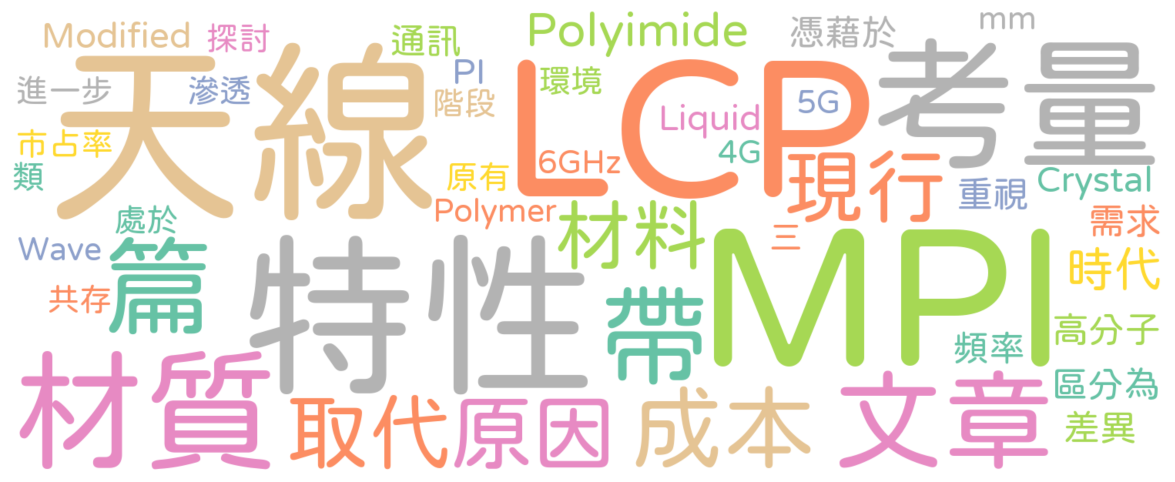 Modified
探討
通訊
Polyimide
憑藉於
mm
天線
LCP
考量
進一步
滲透
PI
階段
環境
5G
Liquid
4G
市占率
類
原有
6GHz
現行
重視
Crystal
處於
Polymer
材料
三
需求
Wave
篇
特性
帶
MPI
時代
共存
頻率
高分子
材質
取代
原因
成本
文章
區分為
差異